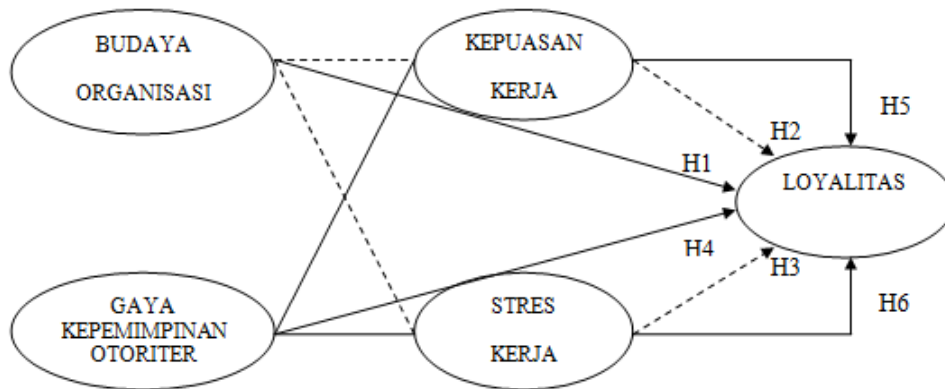 BUDAYA
ORGANISASI
KEPUASAN
KERJA
H5
H2
H1
LOYALITAS
H4
H3
GAYA
KEPEMIMPINAN
OTORITER
STRES
KERJA
H6